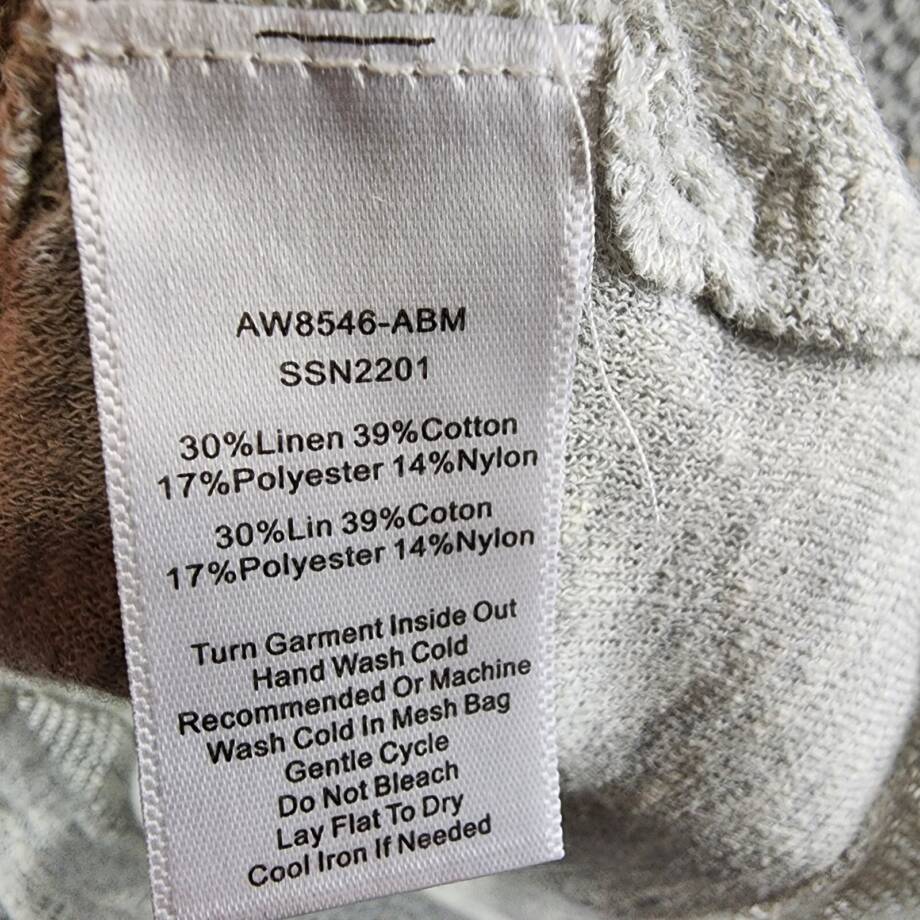 AW8546-ABM
SSN2201
30%Linen 39%Cotton
17%Polyester 14%Nylon
30%Lin 39%Coton
17%Polyester 14%Nylon
Turn Garment Inside Out
Hand Wash Cold
Recommended Or Machine
Wash Cold In Mesh Bag
Gentle Cycle
Do Not Bleach
Lay Flat To Dry
Cool Iron If Needed